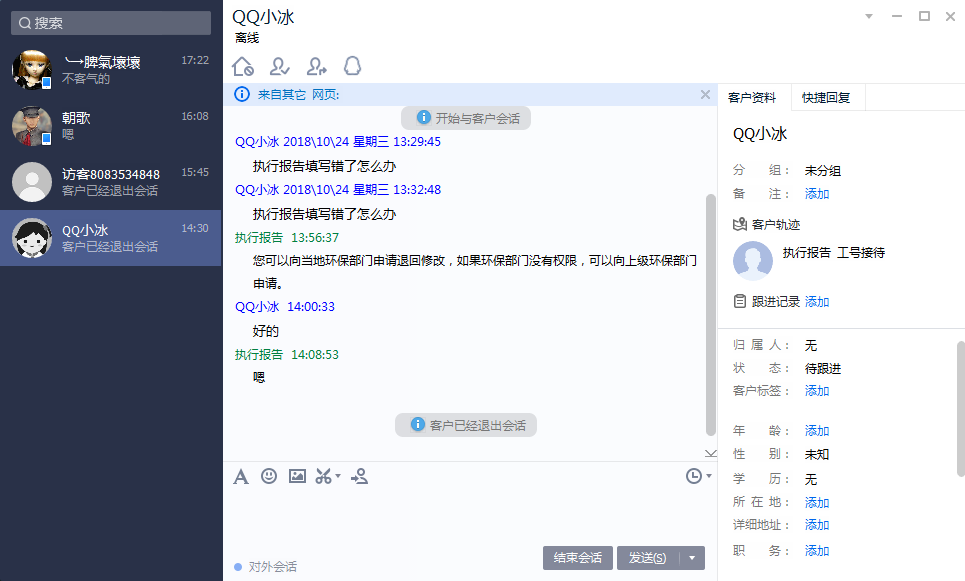 搜索
╰→脾氣壞壞
17:22
不客气的
朝歌
16:08
嗯
访客8083534848
15:45
客户已经退出会话
QQ小冰
14:30
客户已经退出会话
QQ小冰
离线
来自其它 网页:
开始与客户会话
QQ小冰 2018\10\24 星期三 13:29:45
执行报告填写错了怎么办
QQ小冰 2018\10\24 星期三 13:32:48
执行报告填写错了怎么办
执行报告 13:56:37
您可以向当地环保部门申请退回修改，如果环保部门没有权限，可以向上级环保部门
申请。
QQ小冰 14:00:33
好的
执行报告 14:08:53
嗯
客户已经退出会话
对外会话
结束会话
发送(S)
客户资料
快捷回复
QQ小冰
分 组： 未分组
备 注： 添加
客户轨迹
执行报告 工号接待
跟进记录 添加
归 属 人： 无
状 态： 待跟进
客户标签： 添加
年 龄： 添加
性 别： 未知
学 历： 无
所 在 地： 添加
详细地址： 添加
职 务： 添加